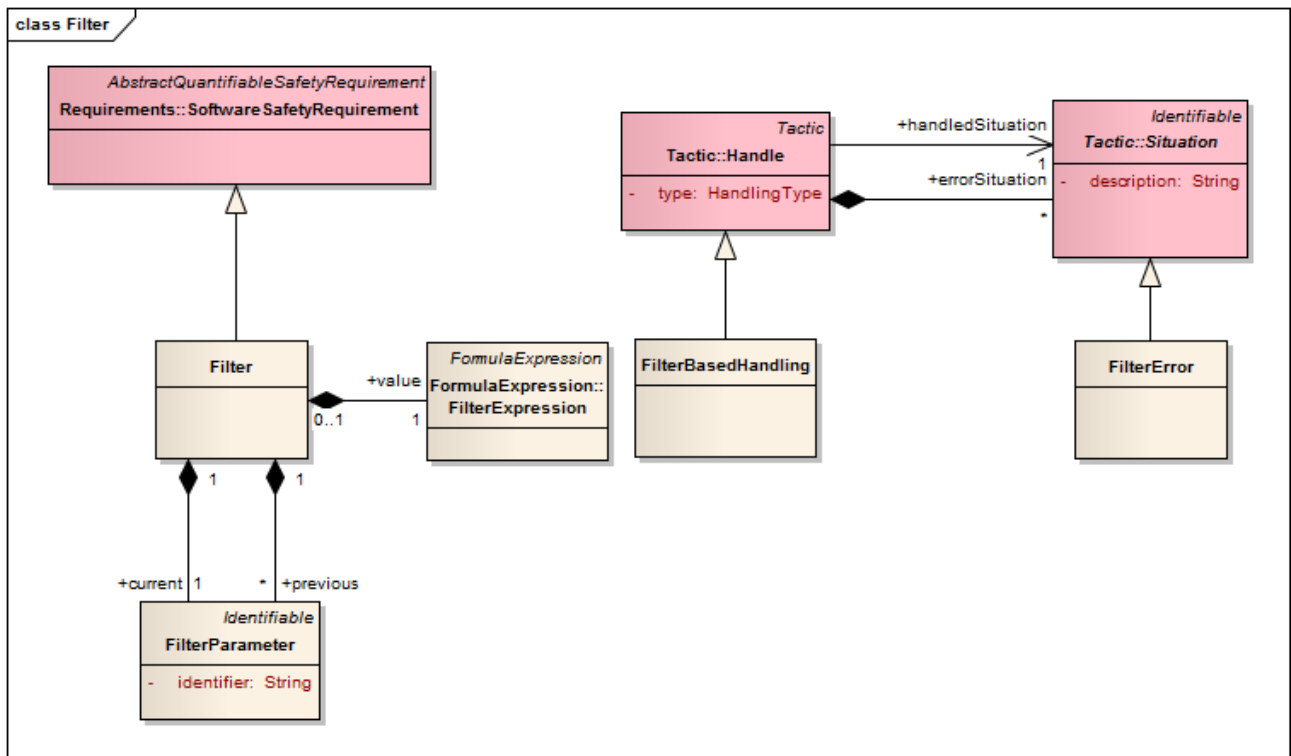 class Filter
AbstractQuantifiableSafetyRequirement
Requirements::SoftwareSafetyRequirement
Tactic
Tactic::Handle
- type: HandlingType
+handledSituation
1
+errorSituation
*
Identifiable
Tactic::Situation
- description: String
Filter
+value
0..1
1
FormulaExpression
FormulaExpression::
FilterExpression
FilterBasedHandling
FilterError
1
1
+current
1
*
+previous
Identifiable
FilterParameter
- identifier: String